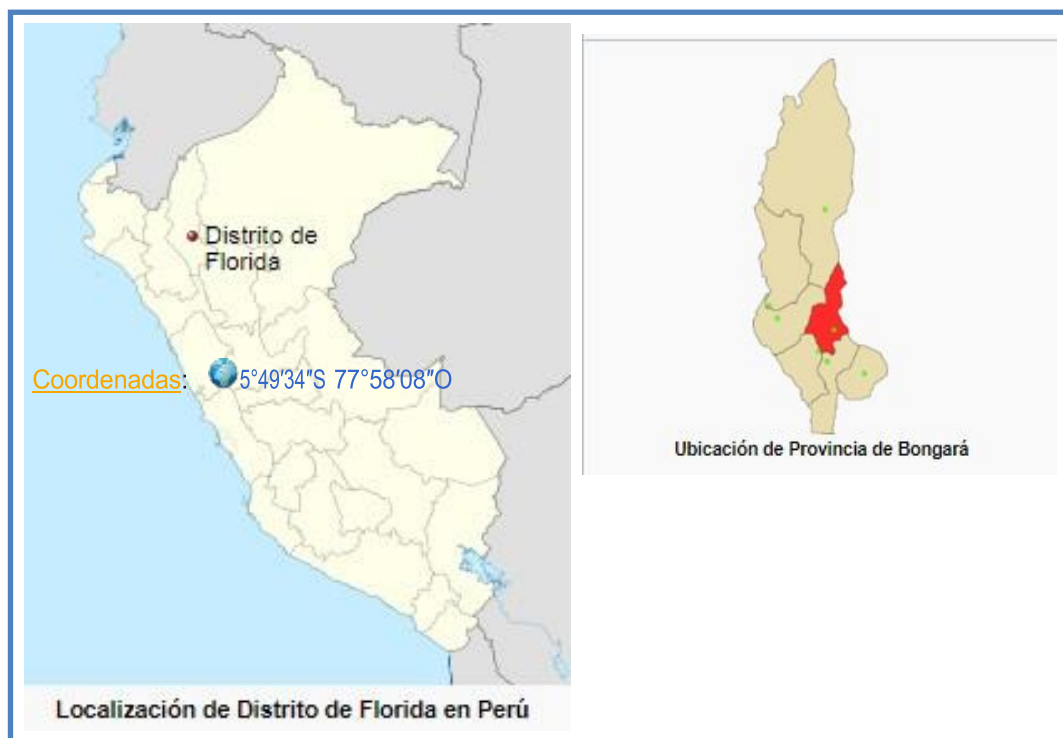 Distrito de
Florida
Coordenadas: 5°49′34″S 77°58′08″O
Localización de Distrito de Florida en Perú
Ubicación de Provincia de Bongará